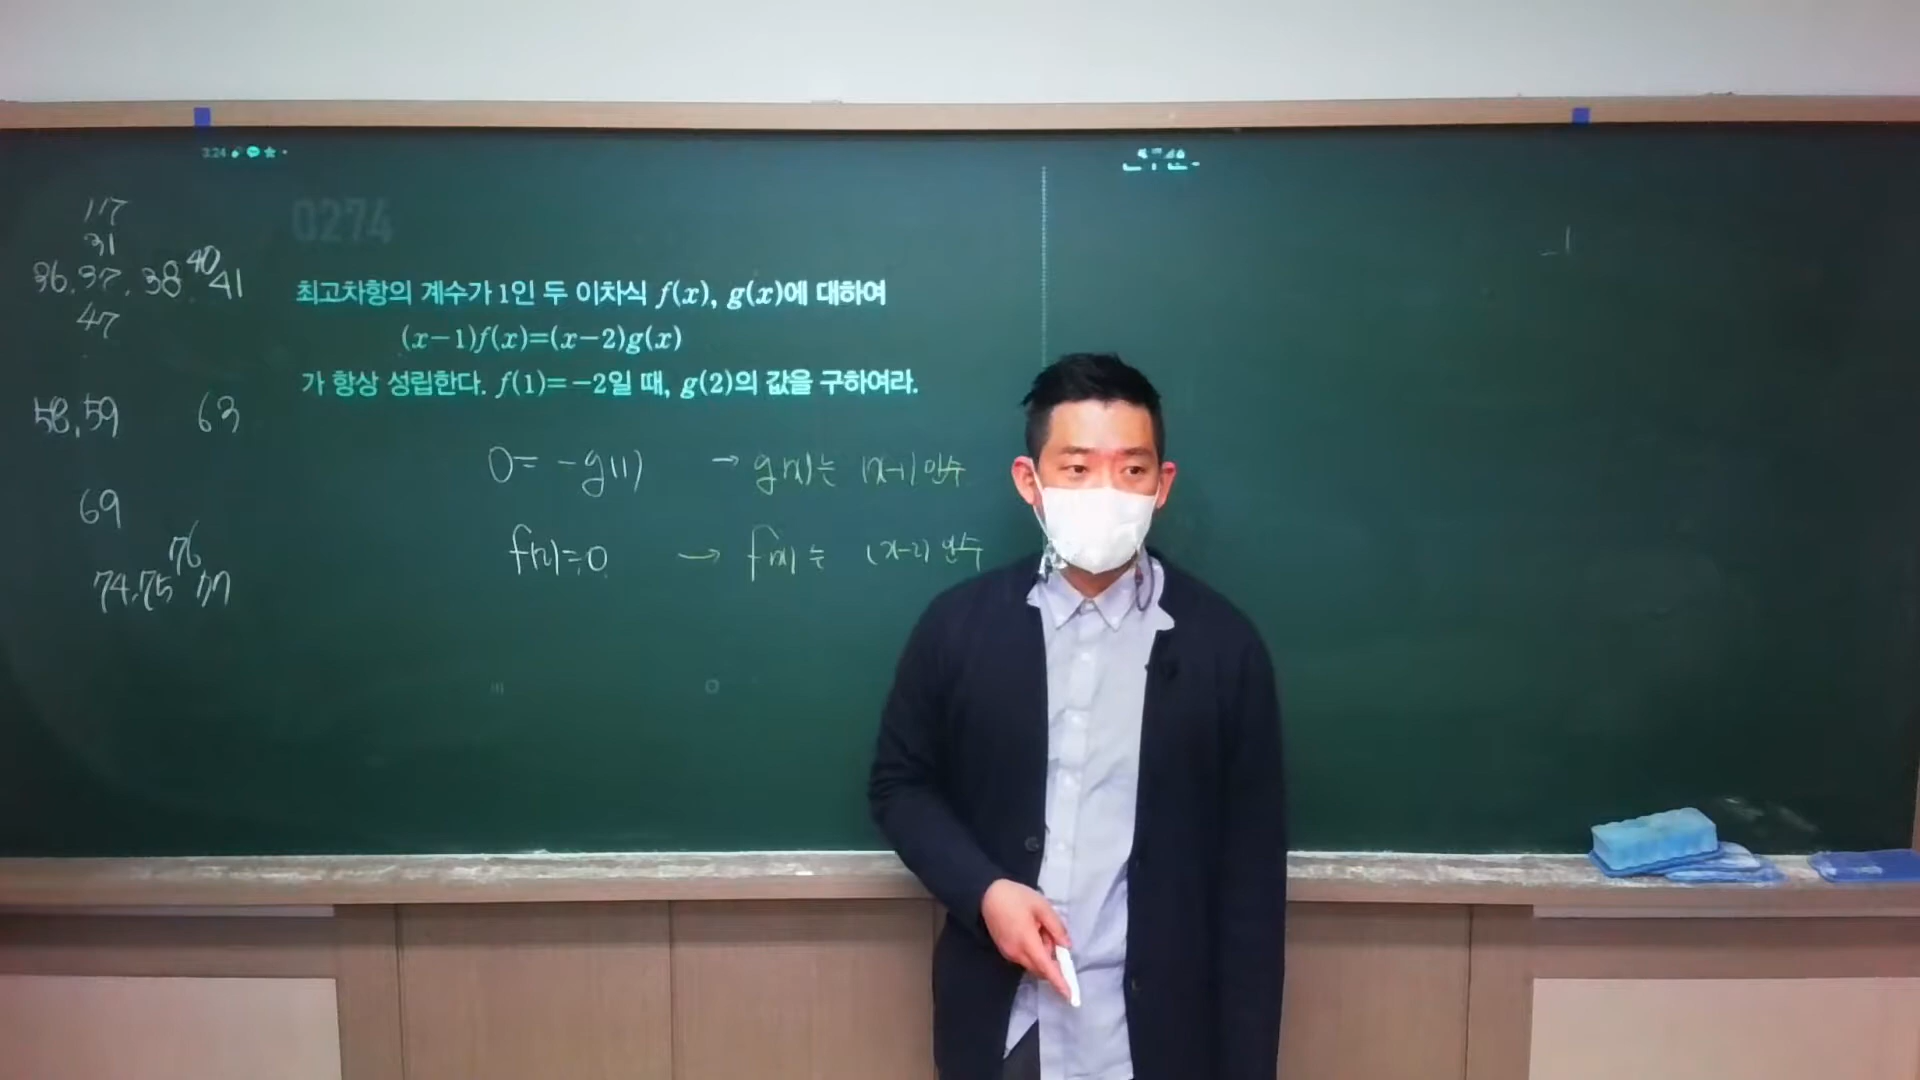 3:24
0274
최고차항의 계수가 1인 두 이차식 f(x), g(x)에 대하여
(x-1)f(x)=(x-2)g(x)
가 항상 성립한다. f(1)=-2일 때, g(2)의 값을 구하여라.
0= -g(1) → g(x)는 (x-1) 인수
f(2)=0 → f(x)는 (x-2) 인수
117
31
36, 37, 38 40 41
47
58, 59 63
69
76
74, 75 77
-1